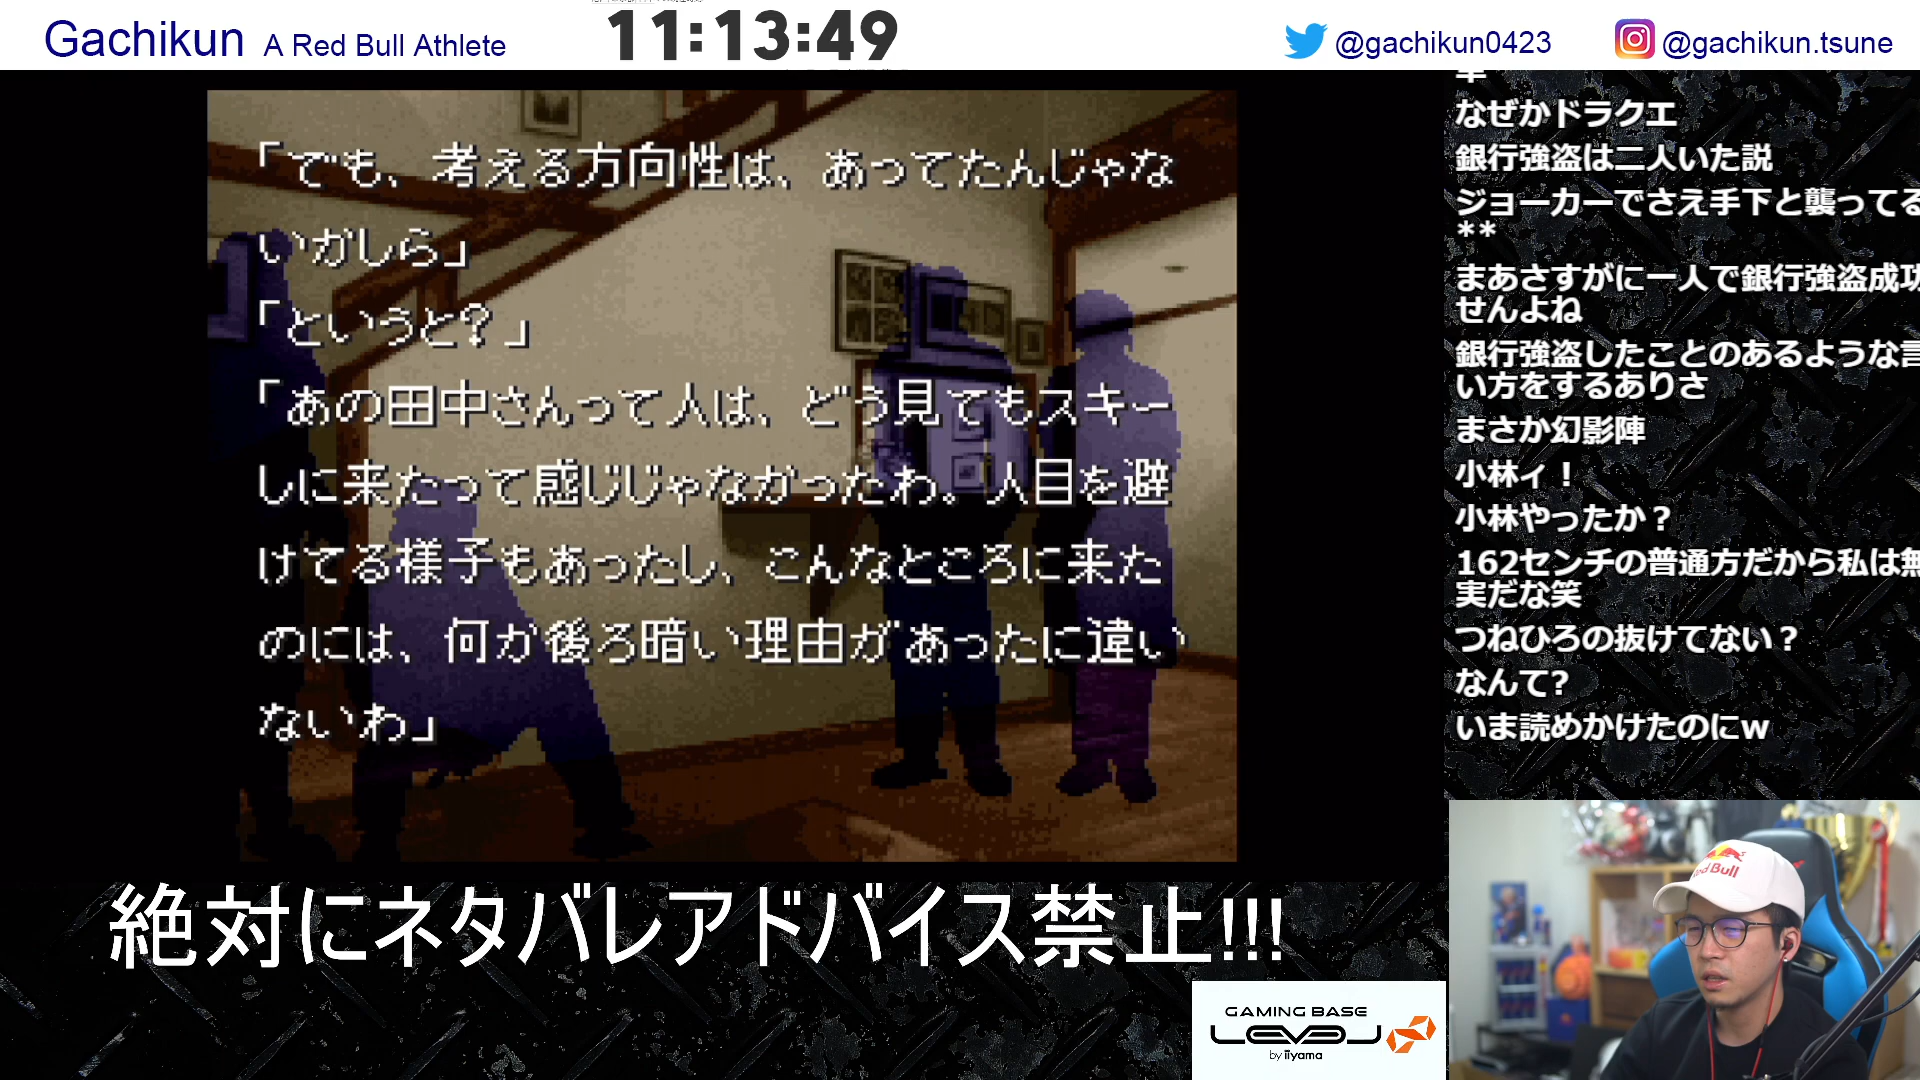 Gachikun A Red Bull Athlete
11:13:49
@gachikun0423
@gachikun.tsune
「でも、考える方向性は、あってたんじゃな
いかしら」
「というと？」
「あの田中さんって人は、どう見てもスキー
しに来たって感じじゃなかったわ。人目を避
けてる様子もあったし、こんなところに来た
のには、何か後ろ暗い理由があったに違い
ないわ」
なぜかドラクエ
銀行強盗は二人いた説
ジョーカーでさえ手下と襲ってる
**
まあさすがに一人で銀行強盗成功
せんよね
銀行強盗したことのあるような言
い方をするありさ
まさか幻影陣
小林ィ！
小林やったか？
162センチの普通方だから私は無
実だな笑
つねひろの抜けてない？
なんて?
いま読めかけたのにw
絶対にネタバレアドバイス禁止!!!
GAMING BASE
LEVEL
by iiyama
Red Bull